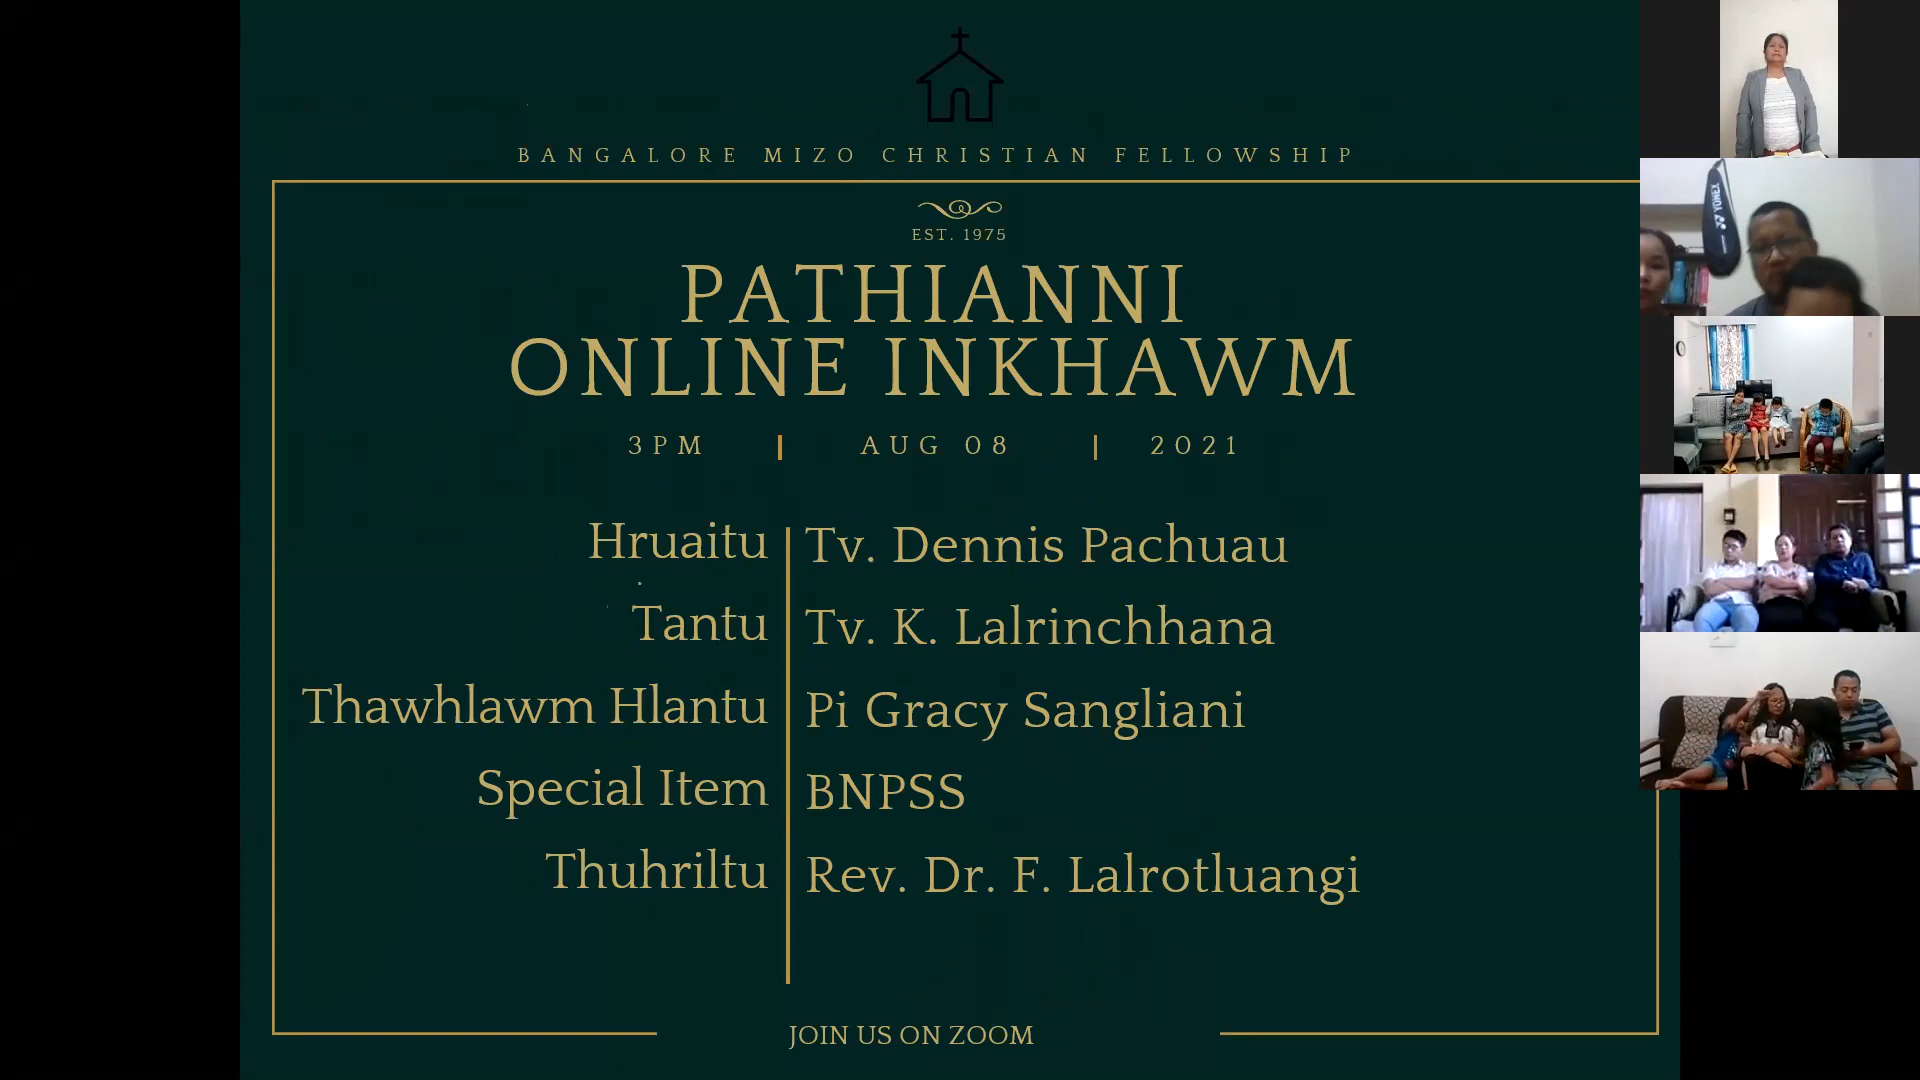 BANGALORE MIZO CHRISTIAN FELLOWSHIP
EST. 1975
PATHIANNI
ONLINE INKHAWM
3PM | AUG 08 | 2021
Hruaitu Tv. Dennis Pachuau
Tantu Tv. K. Lalrinchhana
Thawhlawm Hlantu Pi Gracy Sangliani
Special Item BNPSS
Thuhriltu Rev. Dr. F. Lalrotluangi
JOIN US ON ZOOM
YONEX